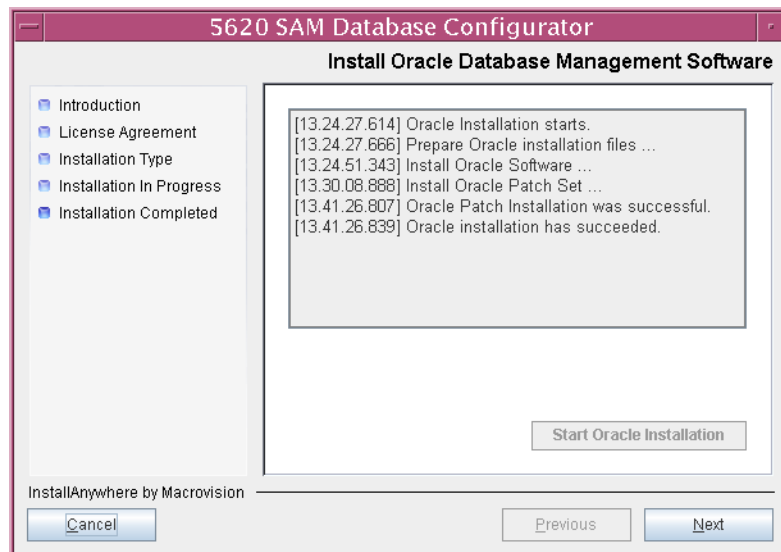 5620 SAM Database Configurator
Install Oracle Database Management Software
Introduction
License Agreement
Installation Type
Installation In Progress
Installation Completed
[13.24.27.614] Oracle Installation starts.
[13.24.27.666] Prepare Oracle installation files ...
[13.24.51.343] Install Oracle Software ...
[13.30.08.888] Install Oracle Patch Set ...
[13.41.26.807] Oracle Patch Installation was successful.
[13.41.26.839] Oracle installation has succeeded.
Start Oracle Installation
InstallAnywhere by Macrovision
Cancel
Previous
Next